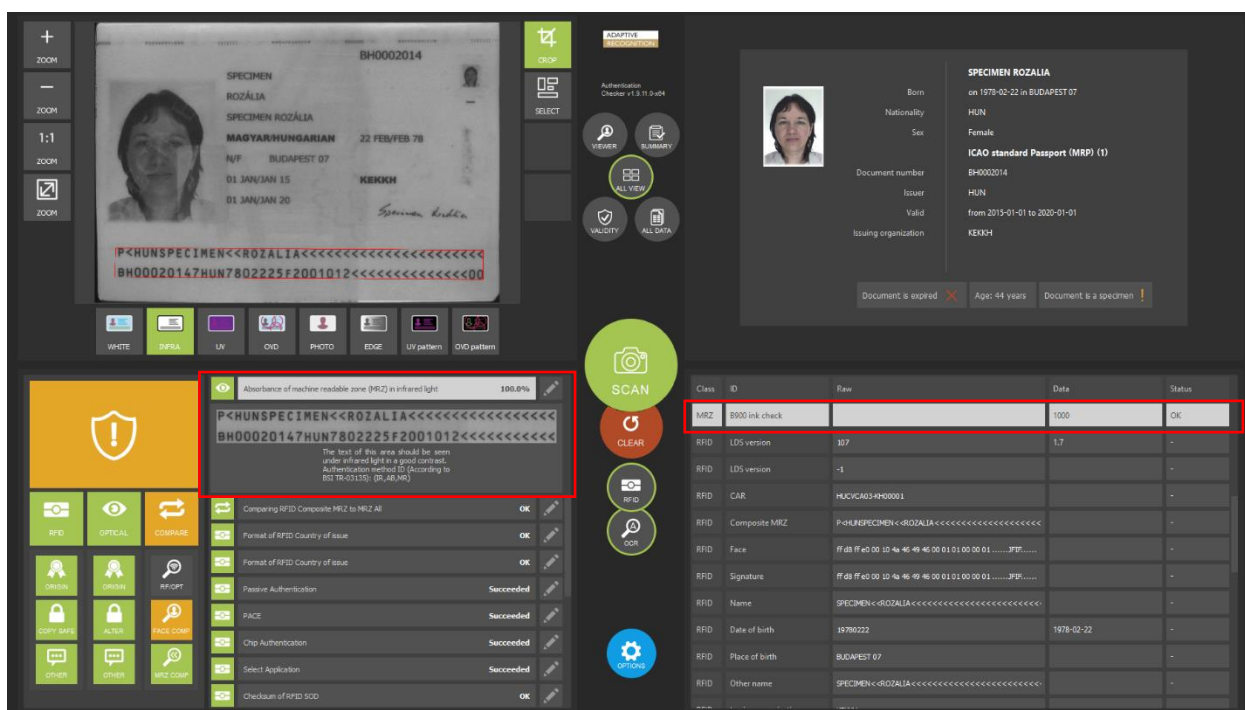 ZOOM
ZOOM
1:1
ZOOM
ZOOM
BH0002014
SPECIMEN
ROZÁLIA
SPECIMEN ROZÁLIA
MAGYAR/HUNGARIAN 22 FEB/FEB 78
N/F BUDAPEST 07
01 JAN/JAN 15 KEKKH
01 JAN/JAN 20
P<HUNSPECIMEN<<ROZALIA<<<<<<<<<<<<<<<<<<<<<
BH00020147HUN7802225F2001012<<<<<<<<<<<<<<00
CROP
SELECT
WHITE
INFRA
UV
OVD
PHOTO
EDGE
UV pattern
OVD pattern
ADAPTIVE
RECOGNITION
Authentication
Checker v1.9.11.0-x64
VIEWER
SUMMARY
ALL VIEW
VALIDITY
ALL DATA
SCAN
CLEAR
RFID
OCR
OPTIONS
SPECIMEN ROZALIA
Born on 1978-02-22 in BUDAPEST 07
Nationality HUN
Sex Female
ICAO standard Passport (MRP) (1)
Document number BH0002014
Issuer HUN
Valid from 2015-01-01 to 2020-01-01
Issuing organization KEKKH
Document is expired
Age: 44 years
Document is a specimen !
RFID
OPTICAL
COMPARE
ORIGIN
ORIGIN
RF/OPT
COPY SAFE
ALTER
FACE COMP
OTHER
OTHER
MRZ COMP
Absorbance of machine readable zone (MRZ) in infrared light 100.0%
P<HUNSPECIMEN<<ROZALIA<<<<<<<<<<<<<<<<<<
BH00020147HUN7802225F2001012<<<<<<<<<<<<
The text of this area should be seen
under infrared light in a good contrast.
Authentication method ID (According to
BSI TR-03135): (IR,AB,MR)
Comparing RFID Composite MRZ to MRZ All OK
Format of RFID Country of issue OK
Format of RFID Country of issue OK
Passive Authentication Succeeded
PACE Succeeded
Chip Authentication Succeeded
Select Application Succeeded
Checksum of RFID SOD OK
Class ID Raw Data Status
MRZ B900 ink check 1000 OK
RFID LDS version 107 1.7 -
RFID LDS version -1 -
RFID CAR HUCVCA03-KH00001 -
RFID Composite MRZ P<HUNSPECIMEN<<ROZALIA<<<<<<<<<<<<<<<<<<<<< -
RFID Face ff d8 ff e0 00 10 4a 46 49 46 00 01 01 00 00 01 ......JFIF...... -
RFID Signature ff d8 ff e0 00 10 4a 46 49 46 00 01 01 00 00 01 ......JFIF...... -
RFID Name SPECIMEN<<ROZALIA<<<<<<<<<<<<<<<<<<<<<<<<< -
RFID Date of birth 19780222 1978-02-22 -
RFID Place of birth BUDAPEST 07 -
RFID Other name SPECIMEN<<ROZALIA<<<<<<<<<<<<<<<<<<<<<<<<< -